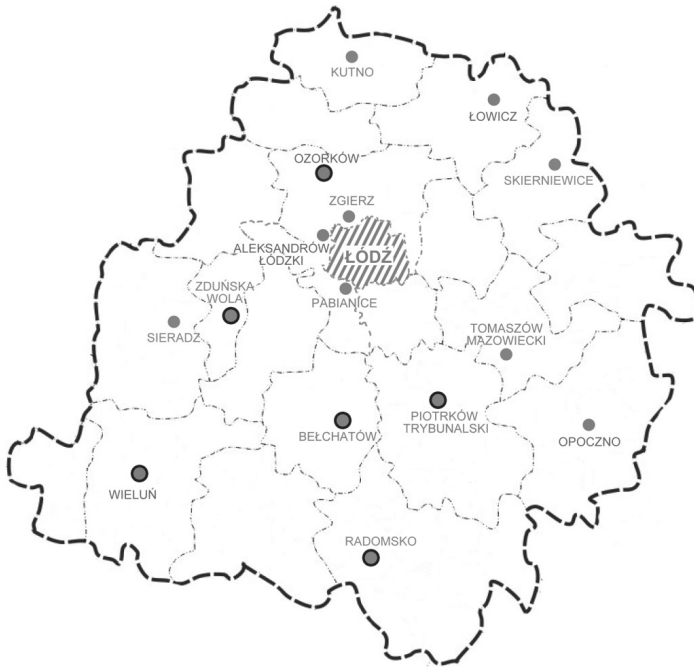 KUTNO
ŁOWICZ
OZORKÓW
SKIERNIEWICE
ZGIERZ
ALEKSANDRÓW
ŁÓDZKI
ŁÓDŹ
ZDUŃSKA
WOLA
PABIANICE
SIERADZ
TOMASZÓW
MAZOWIECKI
PIOTRKÓW
TRYBUNALSKI
BEŁCHATÓW
OPOCZNO
WIELUŃ
RADOMSKO